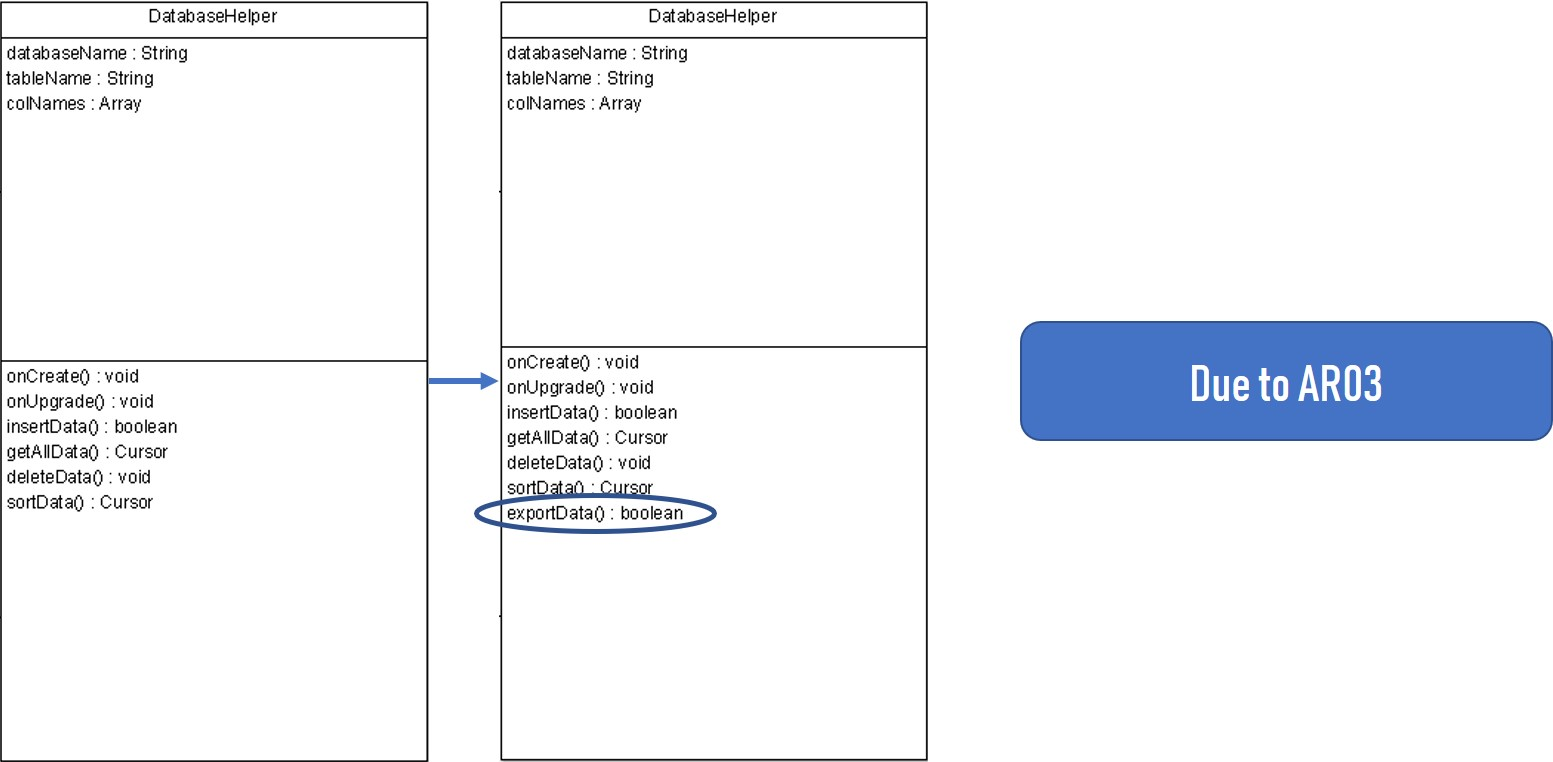 DatabaseHelper
databaseName : String
tableName : String
colNames : Array
onCreate() : void
onUpgrade() : void
insertData() : boolean
getAllData() : Cursor
deleteData() : void
sortData() : Cursor
DatabaseHelper
databaseName : String
tableName : String
colNames : Array
onCreate() : void
onUpgrade() : void
insertData() : boolean
getAllData() : Cursor
deleteData() : void
sortData() : Cursor
exportData() : boolean
Due to AR03